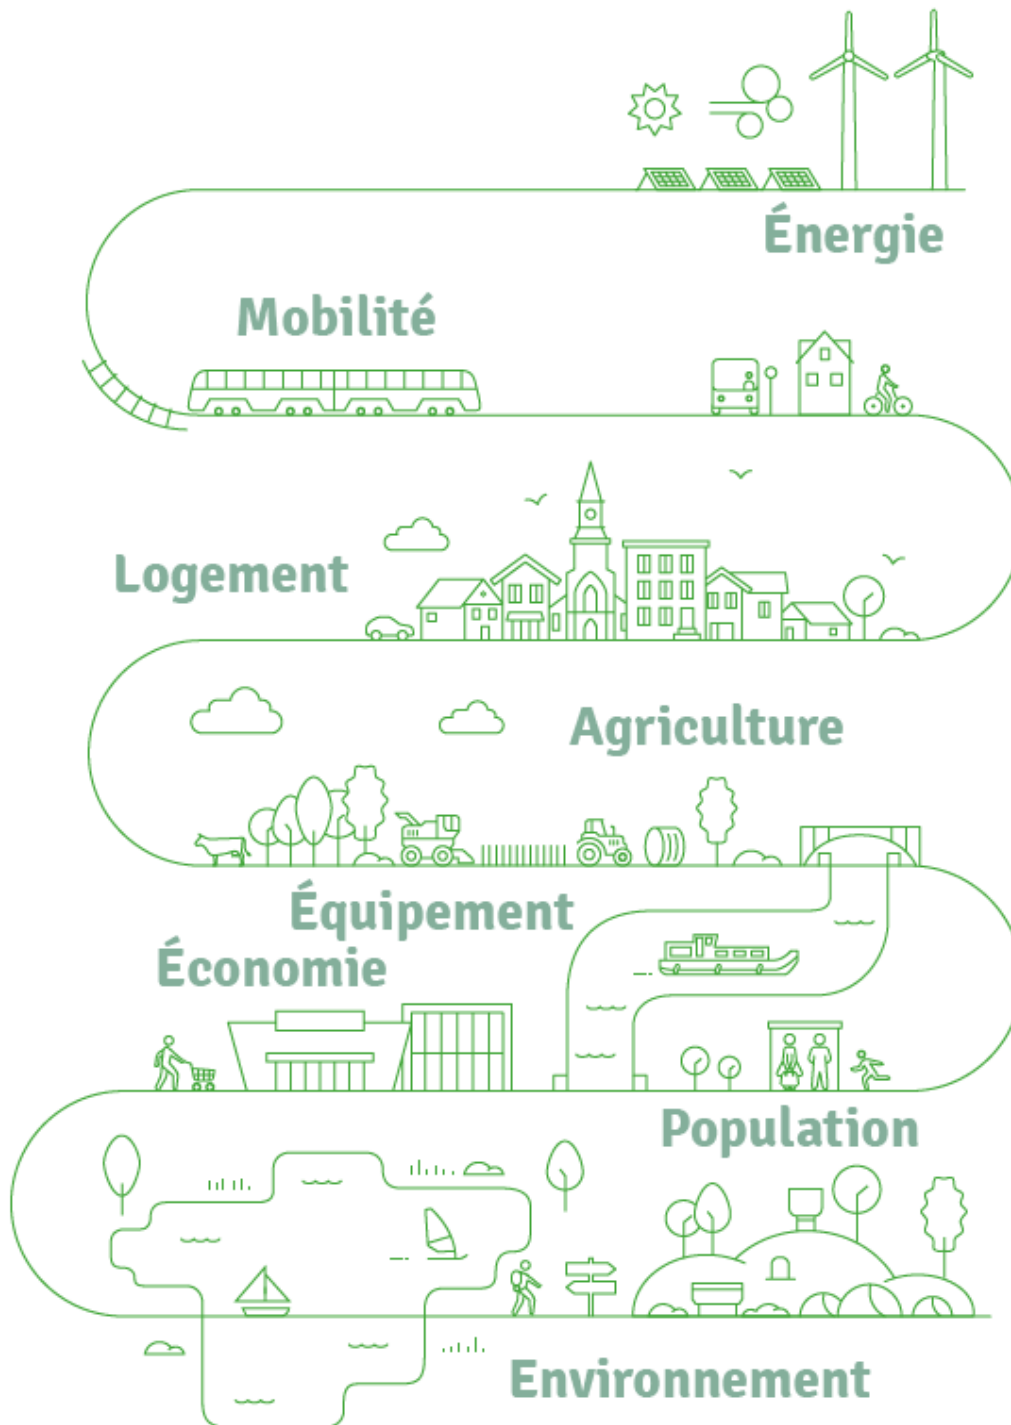 Énergie
Mobilité
Logement
Agriculture
Équipement
Économie
Population
Environnement